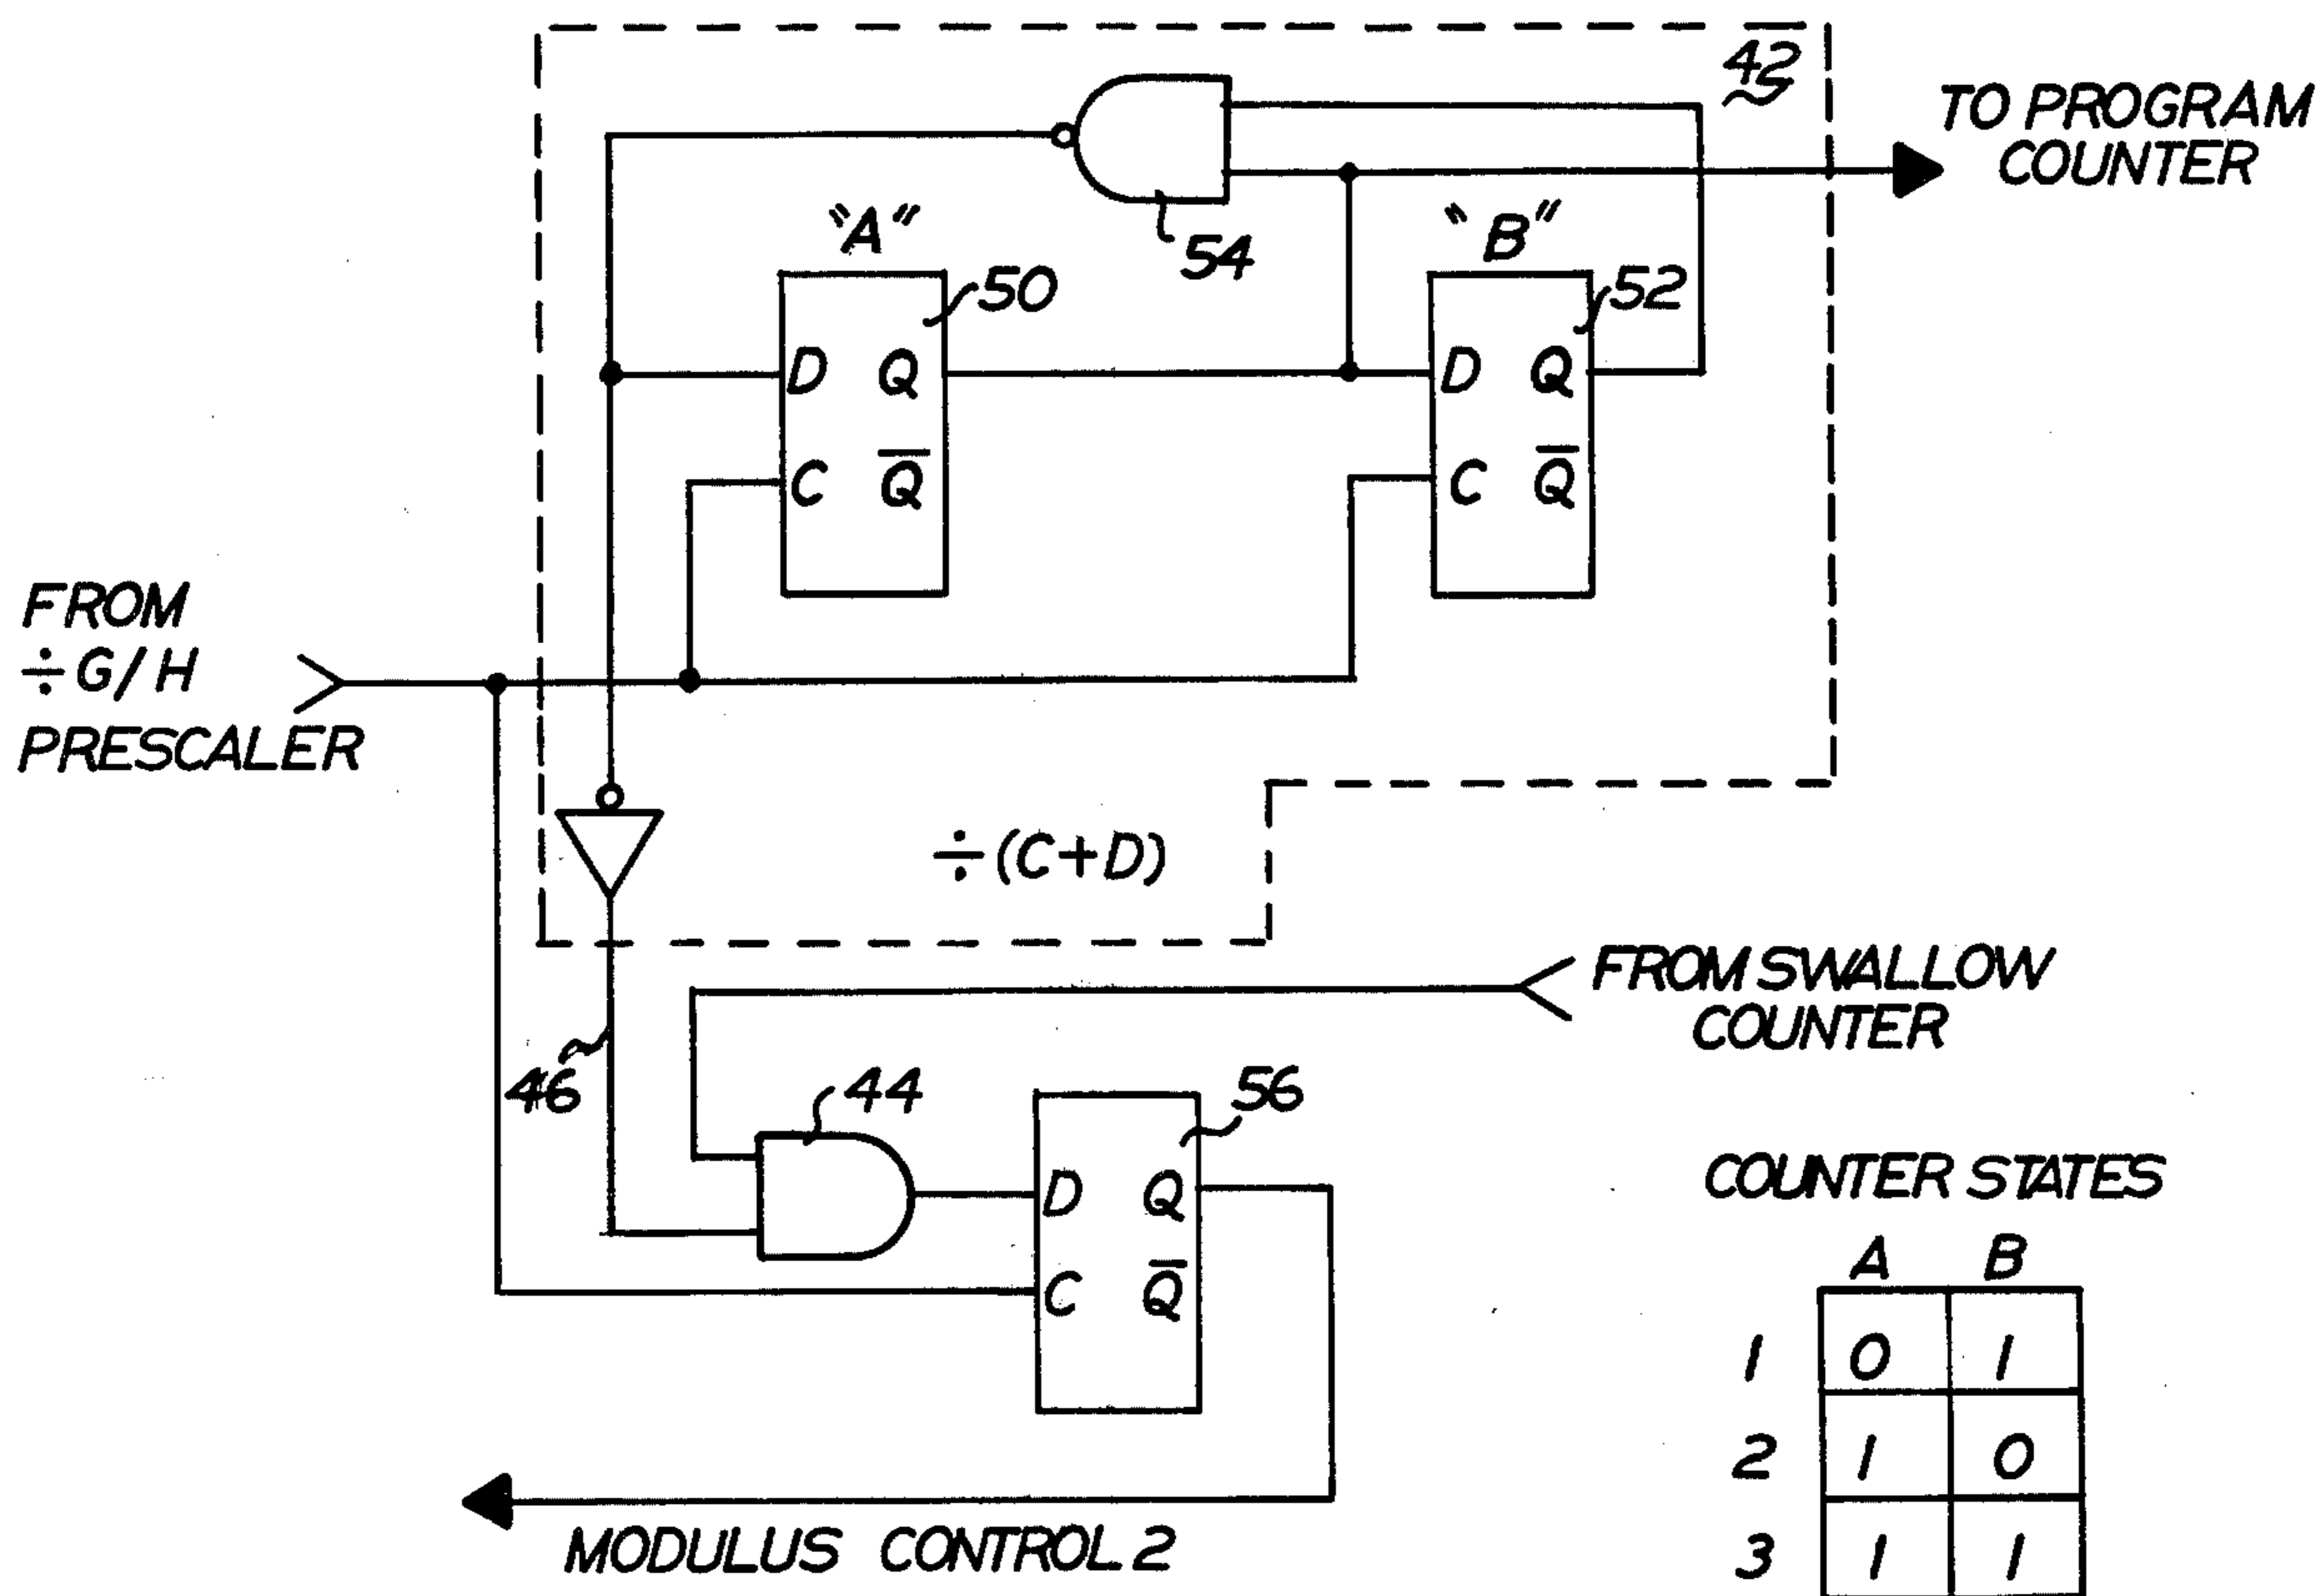 42
TO PROGRAM
COUNTER
54
"A"
50
"B"
52
D Q
C Q̅
D Q
C Q̅
FROM
÷G/H
PRESCALER
÷(C+D)
FROM SWALLOW
COUNTER
46
44
56
D Q
C Q̅
MODULUS CONTROL 2
COUNTER STATES
A B
1 0 1
2 1 0
3 1 1